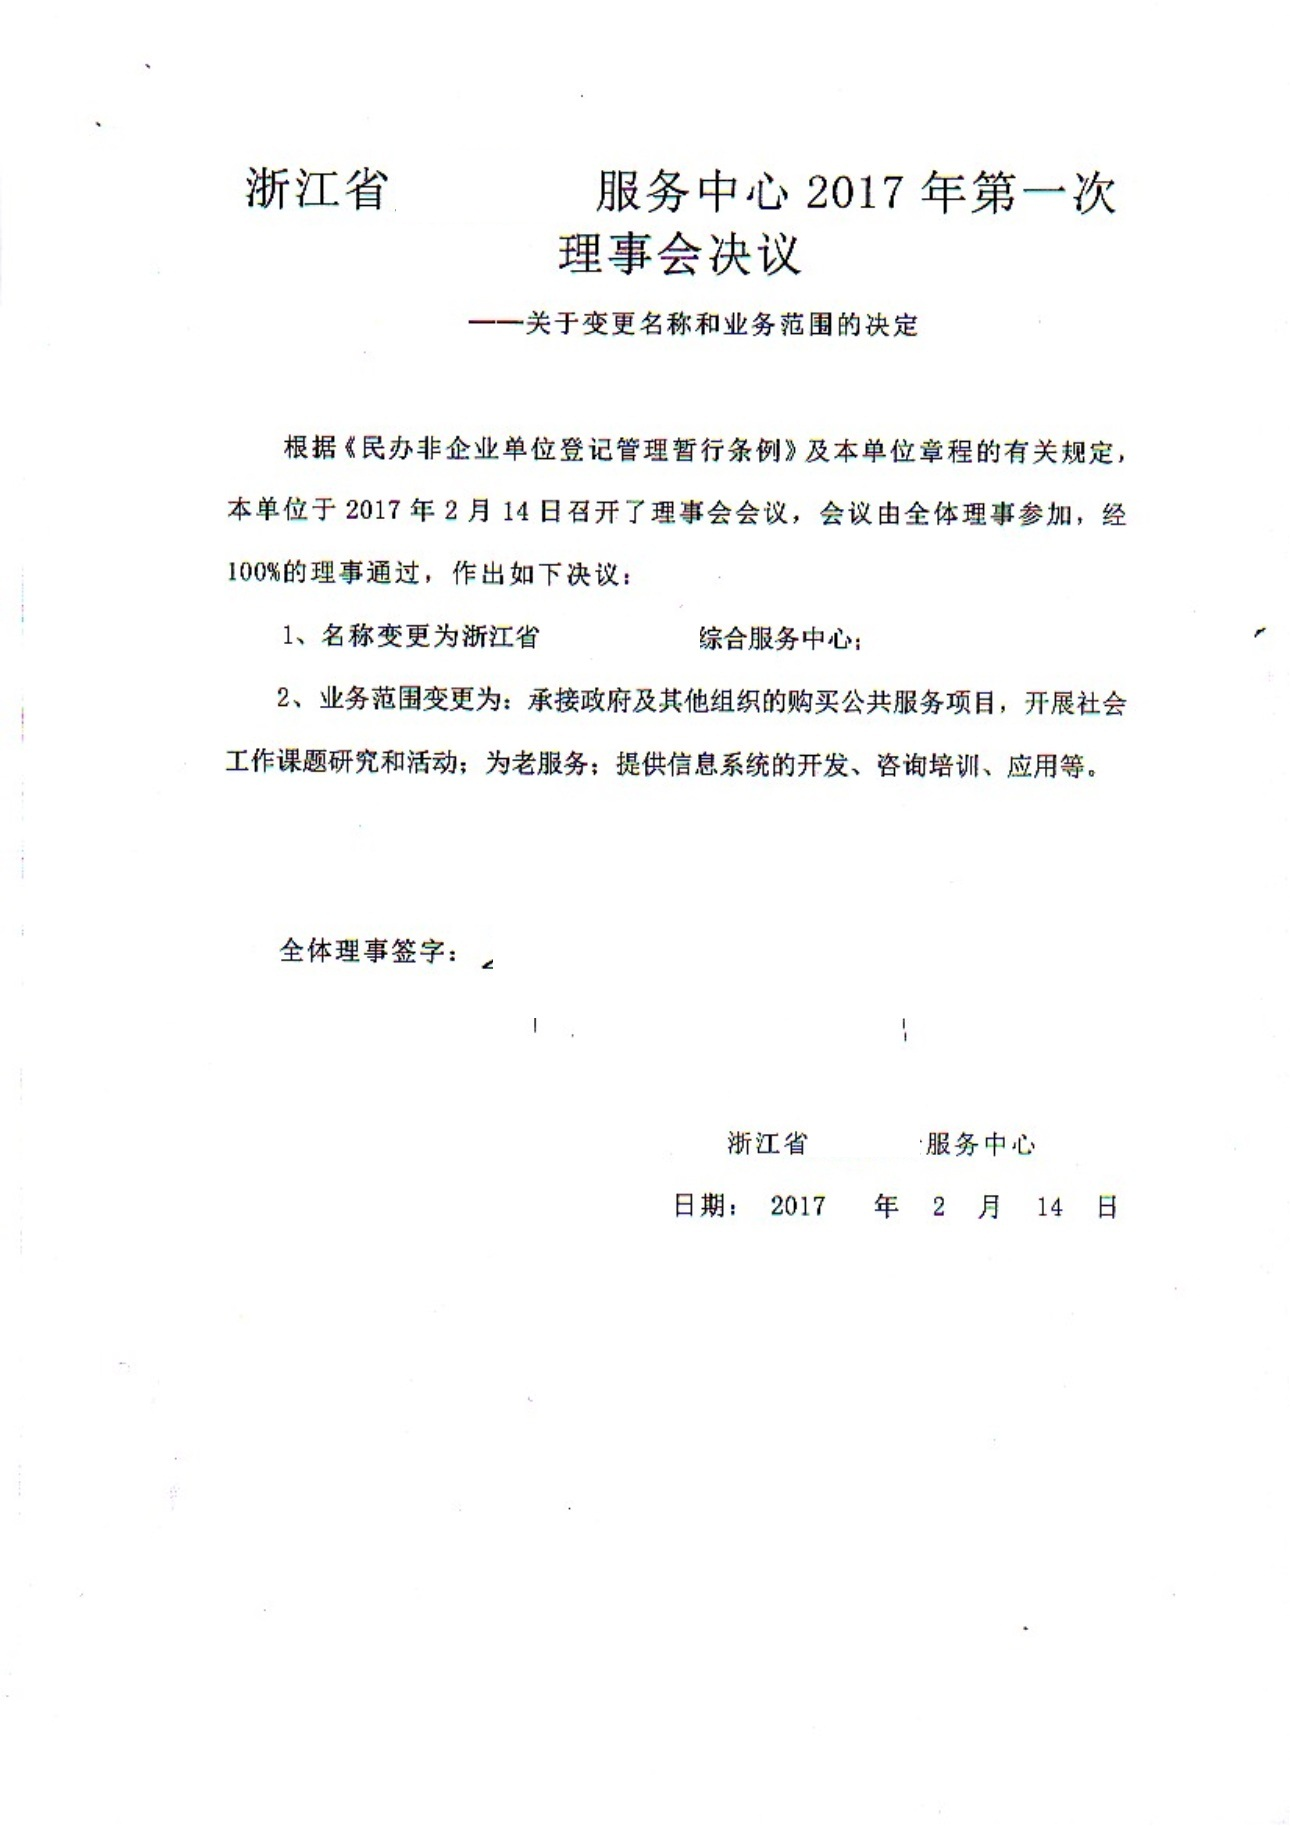 浙江省 服务中心 2017 年第一次
理事会决议
——关于变更名称和业务范围的决定
根据《民办非企业单位登记管理暂行条例》及本单位章程的有关规定，
本单位于 2017 年 2 月 14 日召开了理事会会议，会议由全体理事参加，经
100%的理事通过，作出如下决议：
1、名称变更为浙江省 综合服务中心；
2、业务范围变更为：承接政府及其他组织的购买公共服务项目，开展社会
工作课题研究和活动；为老服务；提供信息系统的开发、咨询培训、应用等。
全体理事签字：
浙江省 服务中心
日期： 2017 年 2 月 14 日